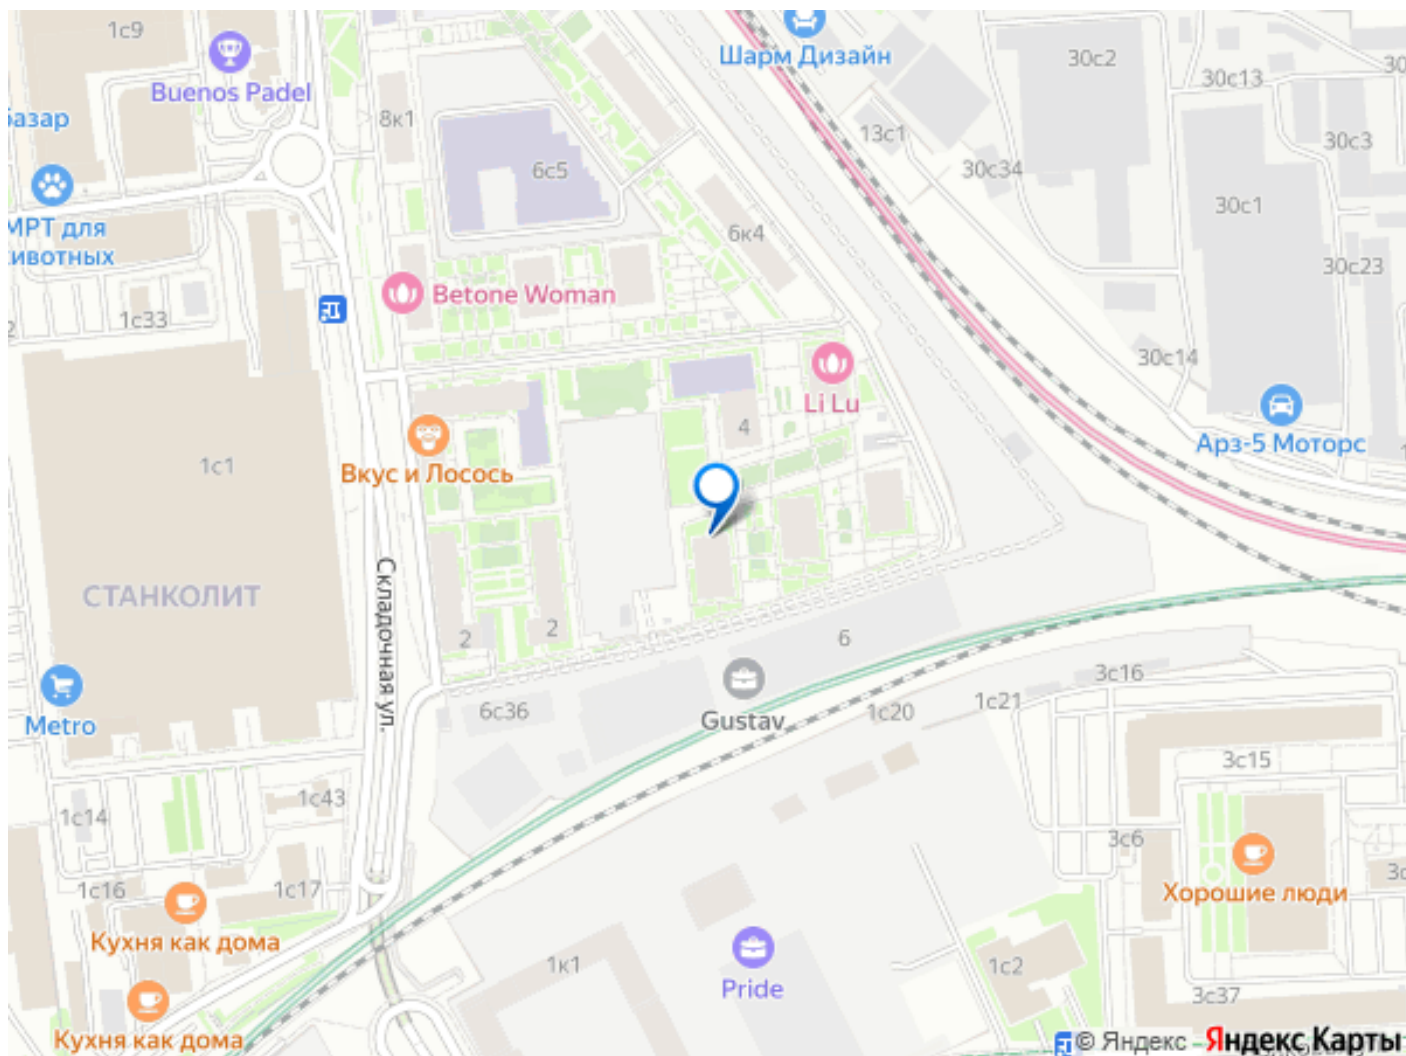 1с9
Шарм Дизайн
30с2
30с13
Buenos Padel
базар
8к1
13с1
30с3
6с5
30с34
30с1
МРТ для
животных
6к4
30с23
Betone Woman
1с33
30с14
Li Lu
4
Арз-5 Моторс
1с1
Вкус и Лосось
СТАНКОЛИТ
Складочная ул.
2
2
6
3с16
1с21
Metro
6с36
Gustav
1с20
3с15
1с14
1с43
3с6
1с16
1с17
Хорошие люди
Кухня как дома
1к1
1с2
Pride
3с37
Кухня как дома
© Яндекс Яндекс Карты